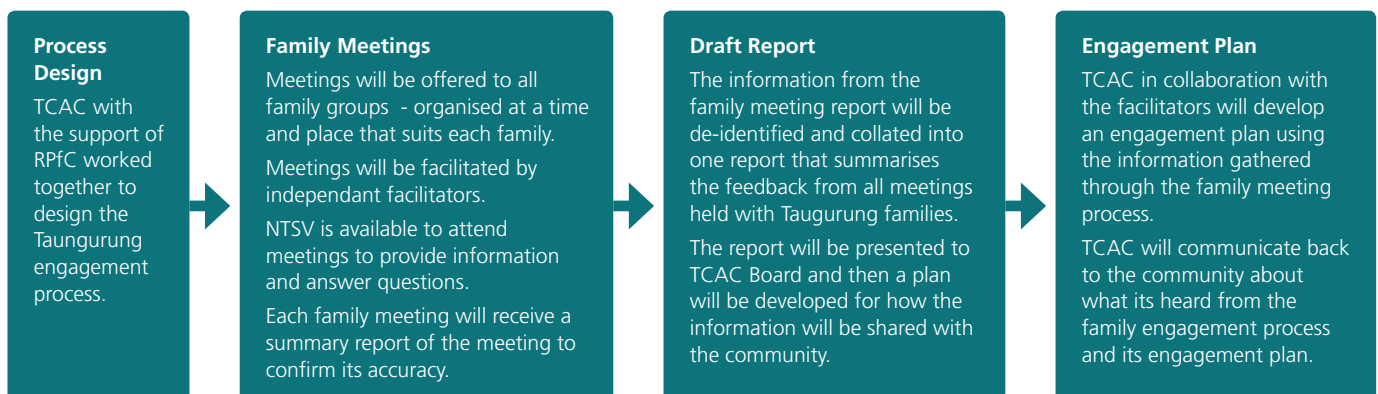 Process
Design
TCAC with
the support of
RPfC worked
together to
design the
Taungurung
engagement
process.
Family Meetings
Meetings will be offered to all
family groups - organised at a time
and place that suits each family.
Meetings will be facilitated by
independant facilitators.
NTSV is available to attend
meetings to provide information
and answer questions.
Each family meeting will receive a
summary report of the meeting to
confirm its accuracy.
Draft Report
The information from the
family meeting report will be
de-identified and collated into
one report that summarises
the feedback from all meetings
held with Taugurung families.
The report will be presented to
TCAC Board and then a plan
will be developed for how the
information will be shared with
the community.
Engagement Plan
TCAC in collaboration with
the facilitators will develop
an engagement plan using
the information gathered
through the family meeting
process.
TCAC will communicate back
to the community about
what its heard from the
family engagement process
and its engagement plan.